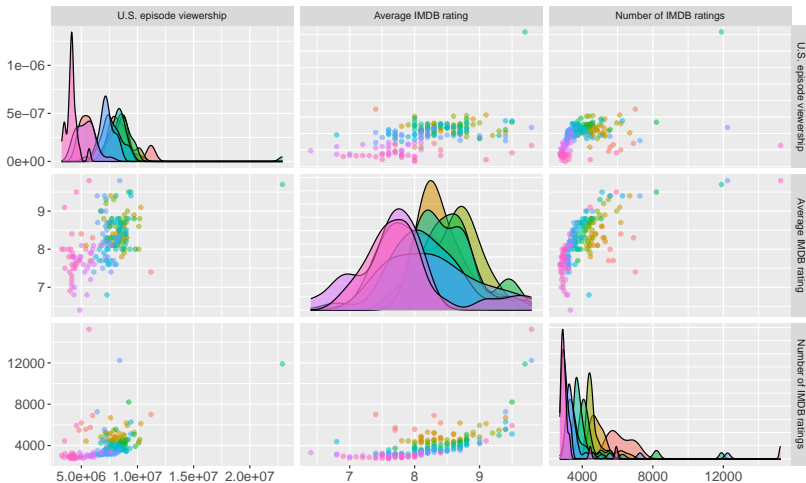 U.S. episode viewership
Average IMDB rating
Number of IMDB ratings
1e−06
5e−07
0e+00
U.S. episode viewership
9
8
7
Average IMDB rating
12000
8000
4000
Number of IMDB ratings
5.0e+06
1.0e+07
1.5e+07
2.0e+07
7
8
9
4000
8000
12000